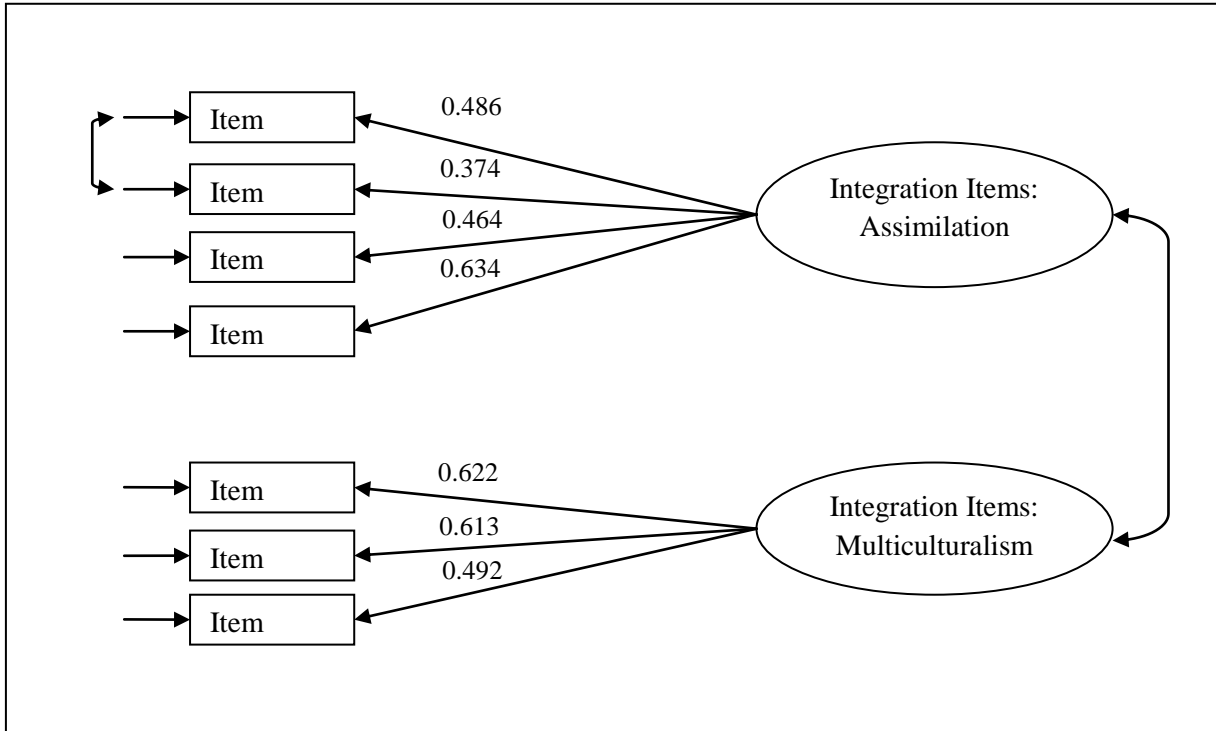 Item
0.486
Item
0.374
Item
0.464
Item
0.634
Integration Items:
Assimilation
Item
0.622
Item
0.613
Item
0.492
Integration Items:
Multiculturalism